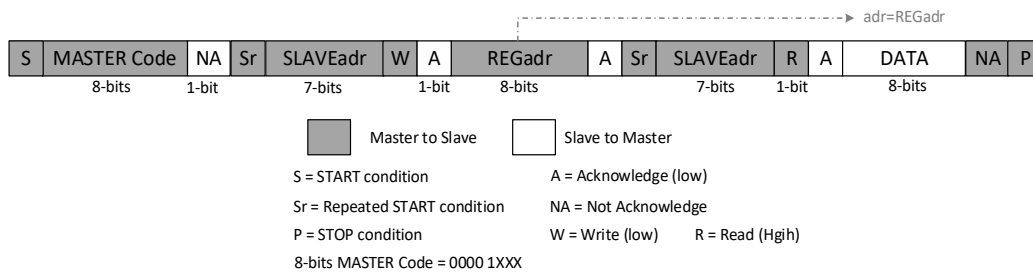 adr=REGadr
S MASTER Code NA Sr SLAVEadr W A REGadr A Sr SLAVEadr R A DATA NA P
8-bits 1-bit 7-bits 1-bit 8-bits 7-bits 1-bit 8-bits
Master to Slave Slave to Master
S = START condition A = Acknowledge (low)
Sr = Repeated START condition NA = Not Acknowledge
P = STOP condition W = Write (low) R = Read (Hgih)
8-bits MASTER Code = 0000 1XXX